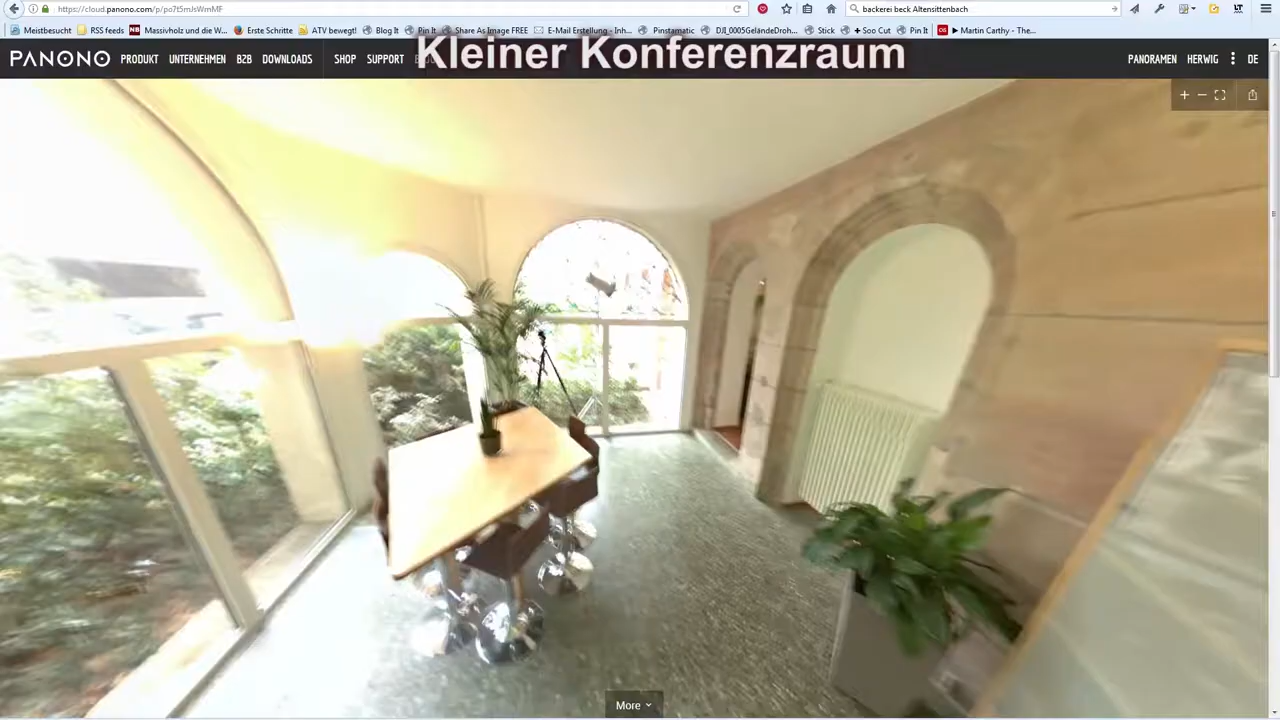 https://cloud.panono.com/p/po7t5mJsWmMF
backerei beck Altensittenbach
Meistbesucht RSS feeds Massivholz und die W... Erste Schritte ATV bewegt! Blog It Pin It Share As Image FREE E-Mail Erstellung - Inh... Pinstamatic DJI_0005GeländeDroh... Stick + Soo Cut Pin It ▶ Martin Carthy - The...
Kleiner Konferenzraum
PANONO PRODUKT UNTERNEHMEN B2B DOWNLOADS SHOP SUPPORT PANORAMEN HERWIG DE
More